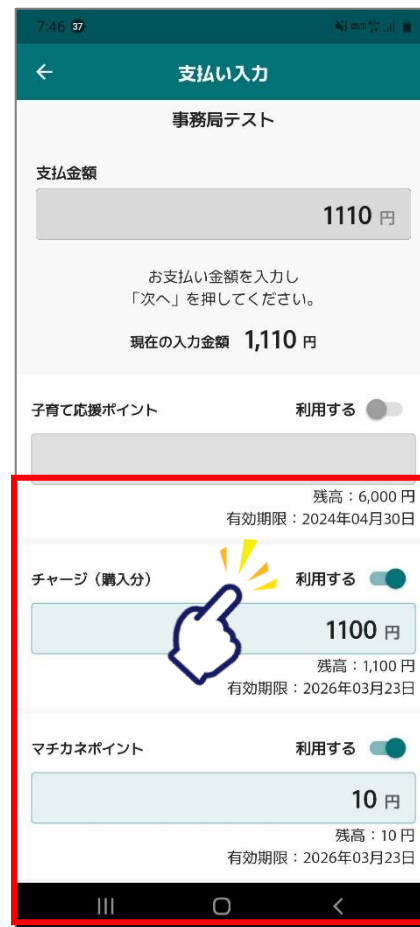 7:46 37
支払い入力
事務局テスト
支払金額
1110 円
お支払い金額を入力し
「次へ」を押してください。
現在の入力金額 1,110 円
子育て応援ポイント 利用する
残高：6,000 円
有効期限：2024年04月30日
チャージ（購入分） 利用する
1100 円
残高：1,100 円
有効期限：2026年03月23日
マチカネポイント 利用する
10 円
残高：10 円
有効期限：2026年03月23日